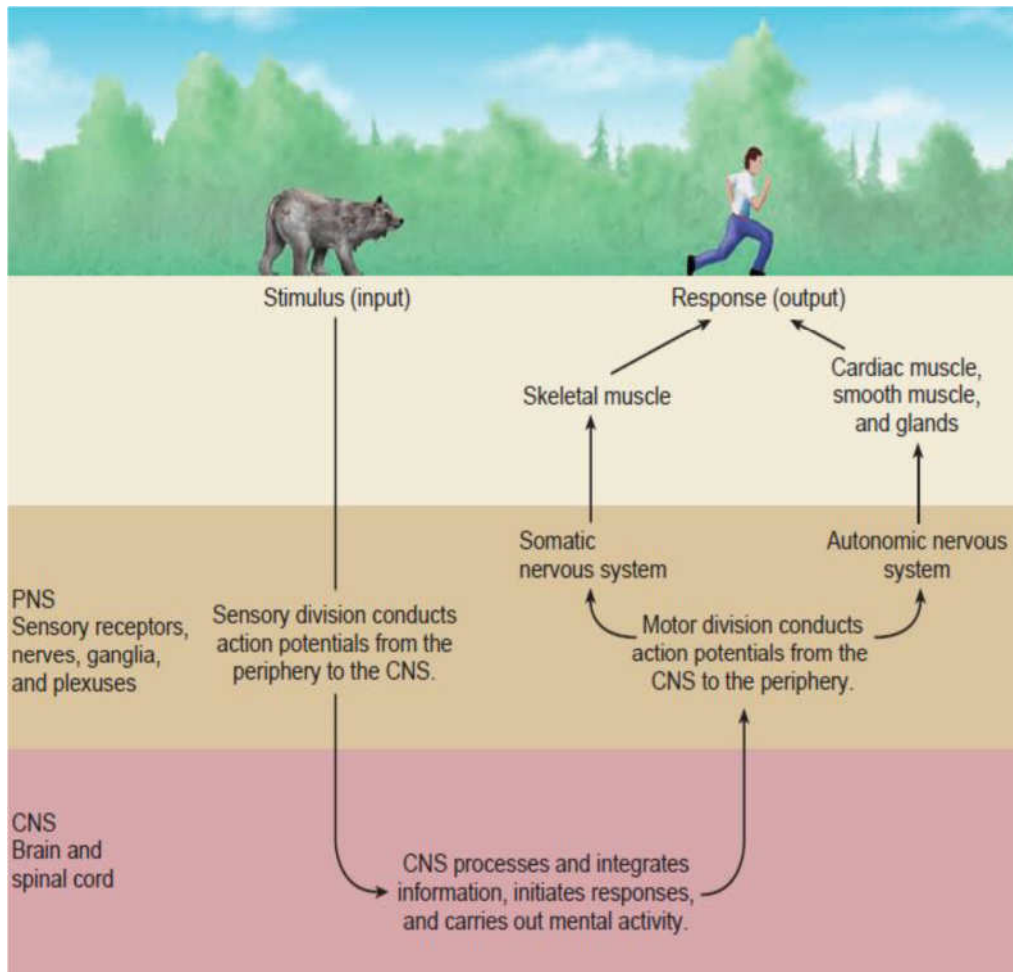 Stimulus (input)
Response (output)
Skeletal muscle
Cardiac muscle,
smooth muscle,
and glands
Somatic
nervous system
Autonomic nervous
system
PNS
Sensory receptors,
nerves, ganglia,
and plexuses
Sensory division conducts
action potentials from the
periphery to the CNS.
Motor division conducts
action potentials from the
CNS to the periphery.
CNS
Brain and
spinal cord
CNS processes and integrates
information, initiates responses,
and carries out mental activity.